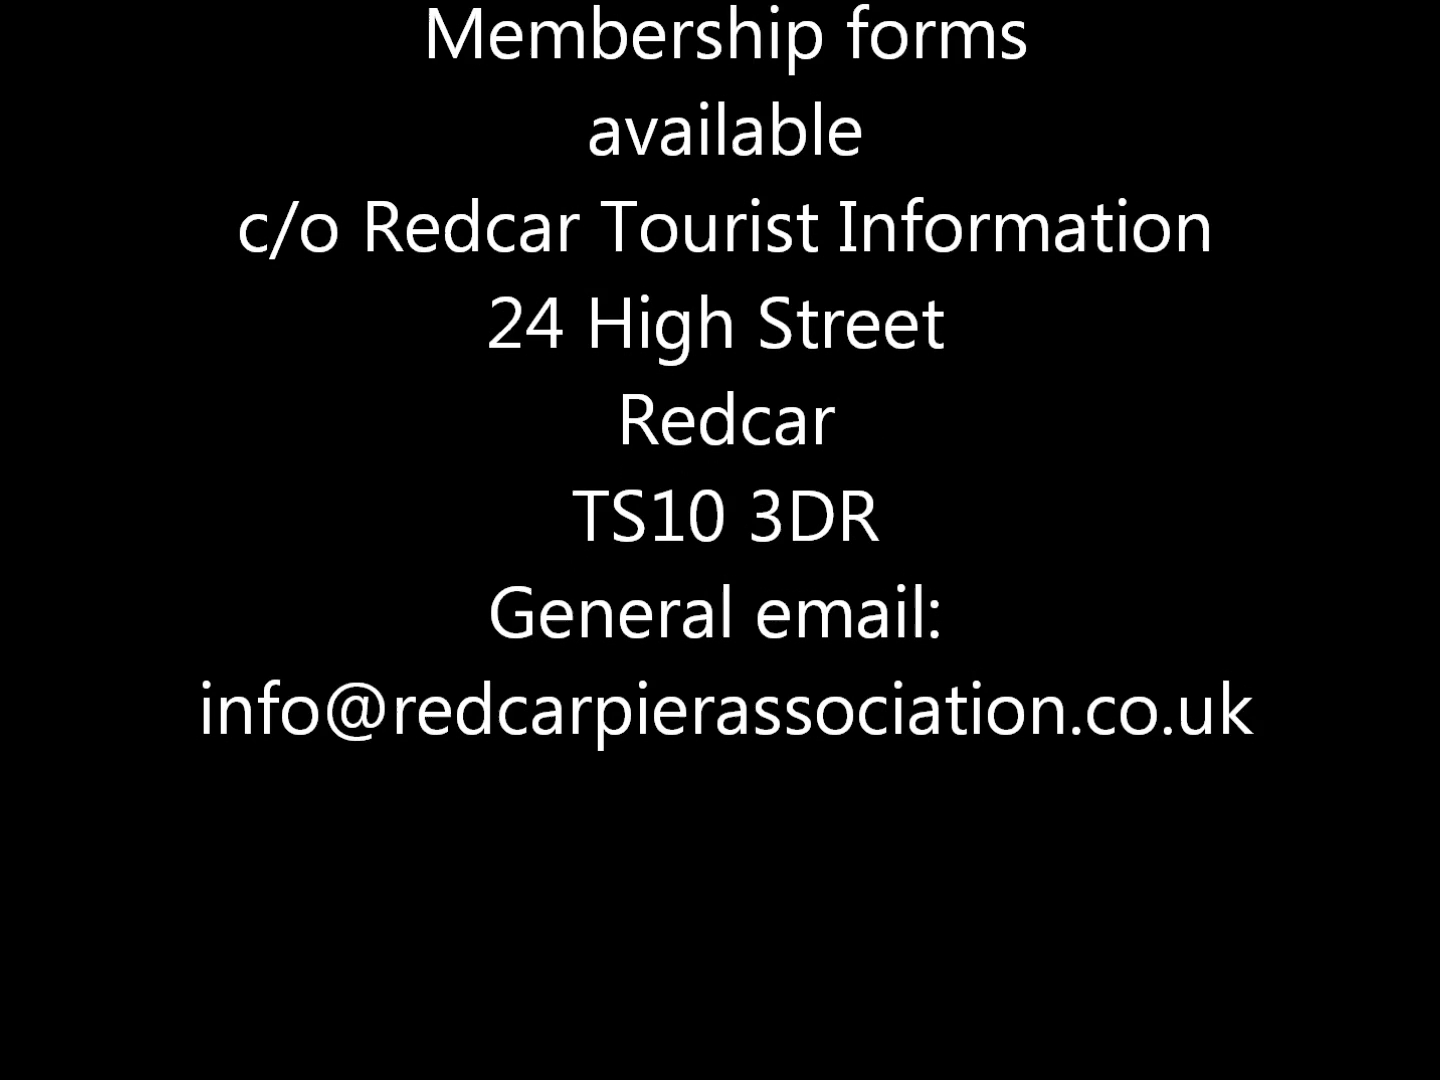 Membership forms
available
c/o Redcar Tourist Information
24 High Street
Redcar
TS10 3DR
General email:
info@redcarpierassociation.co.uk